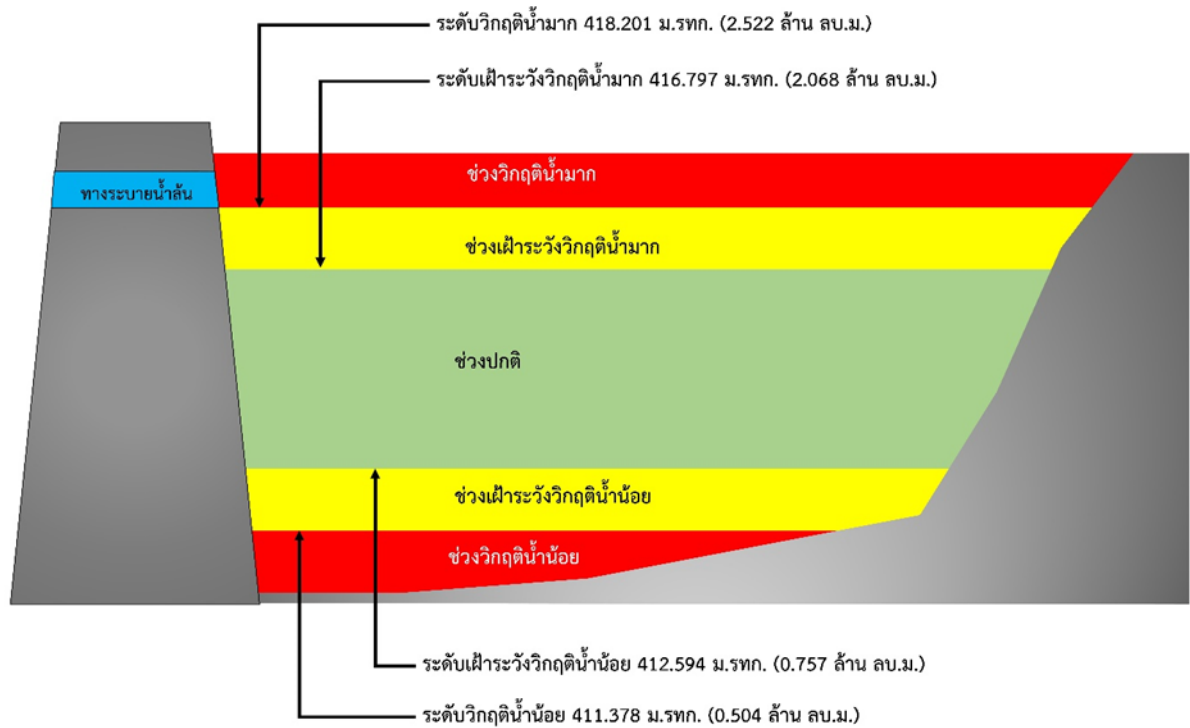 ระดับวิกฤติน้ำมาก 418.201 ม.รทก. (2.522 ล้าน ลบ.ม.)
ระดับเฝ้าระวังวิกฤติน้ำมาก 416.797 ม.รทก. (2.068 ล้าน ลบ.ม.)
ช่วงวิกฤติน้ำมาก
ทางระบายน้ำล้น
ช่วงเฝ้าระวังวิกฤติน้ำมาก
ช่วงปกติ
ช่วงเฝ้าระวังวิกฤติน้ำน้อย
ช่วงวิกฤติน้ำน้อย
ระดับเฝ้าระวังวิกฤติน้ำน้อย 412.594 ม.รทก. (0.757 ล้าน ลบ.ม.)
ระดับวิกฤติน้ำน้อย 411.378 ม.รทก. (0.504 ล้าน ลบ.ม.)